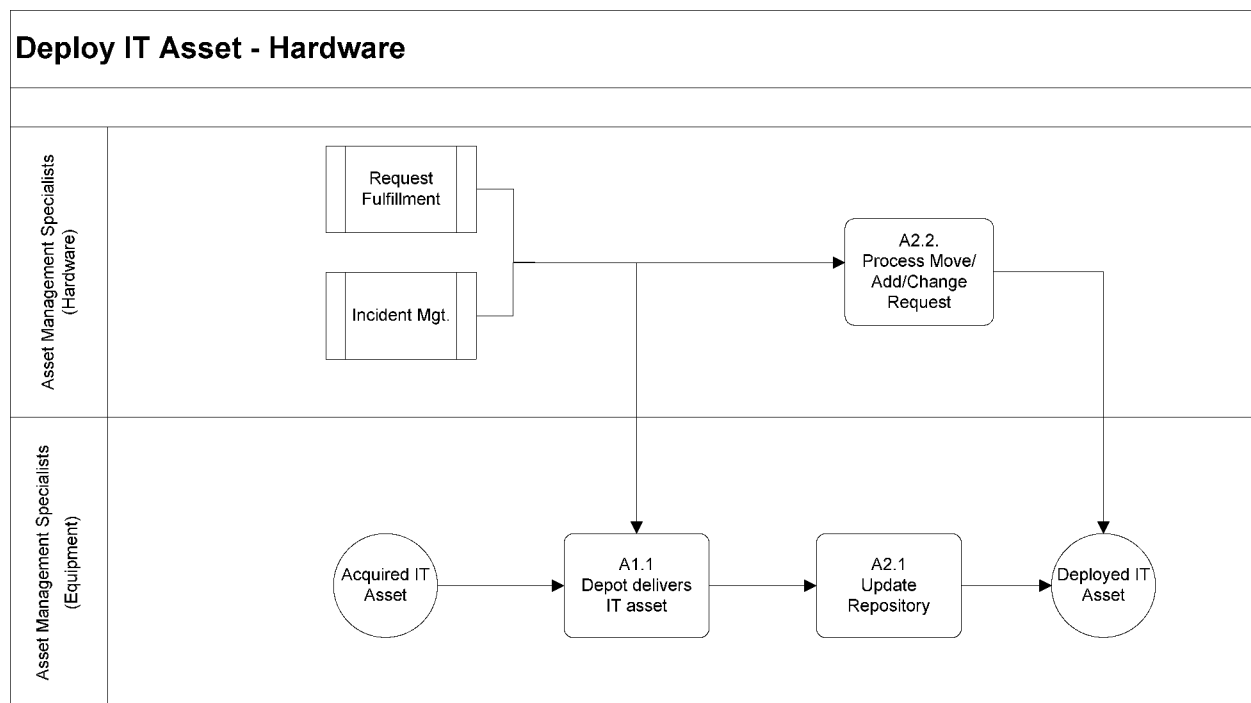 Deploy IT Asset - Hardware
Asset Management Specialists
(Hardware)
Request
Fulfillment
Incident Mgt.
A2.2.
Process Move/
Add/Change
Request
Asset Management Specialists
(Equipment)
Acquired IT
Asset
A1.1
Depot delivers
IT asset
A2.1
Update
Repository
Deployed IT
Asset